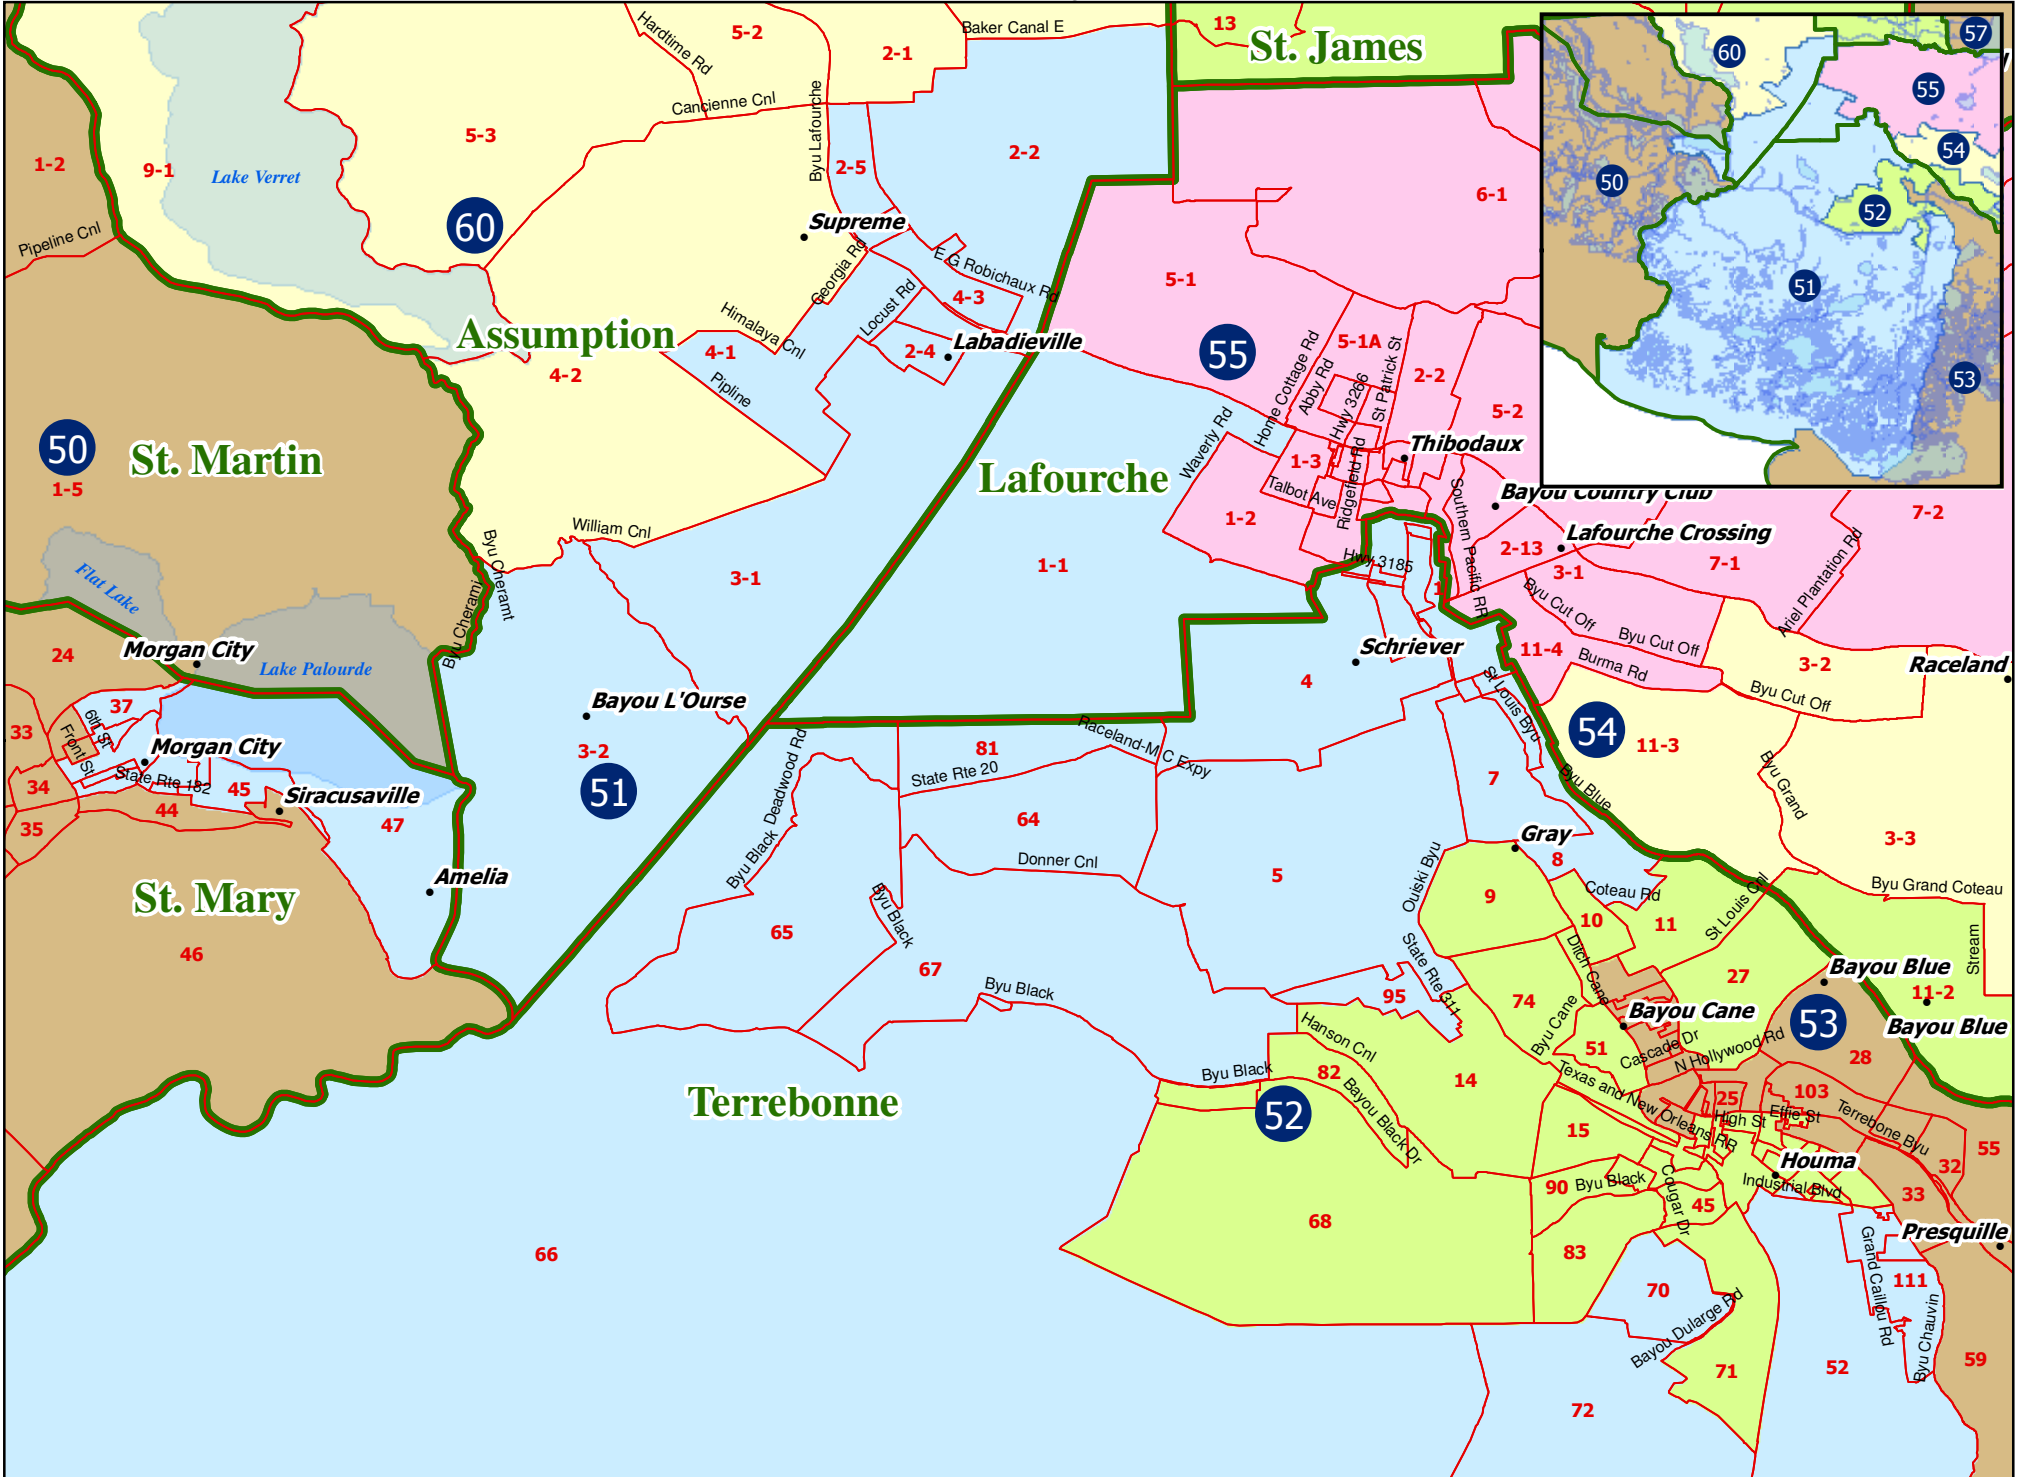 St. James
Assumption
St. Martin
Lafourche
St. Mary
Terrebonne
Lake Verret
Flat Lake
Lake Palourde
Supreme
Labadieville
Thibodaux
Bayou Country Club
Lafourche Crossing
Schriever
Raceland
Morgan City
Morgan City
Bayou L'Ourse
Siracusaville
Amelia
Gray
Bayou Cane
Bayou Blue
Bayou Blue
Houma
Presquille
60
55
50
51
54
53
52
60
57
55
54
50
52
51
53
Hardtime Rd
Baker Canal E
Cancienne Cnl
Byu Lafourche
Pipeline Cnl
Georgia Rd
E G Robichaux Rd
Locust Rd
Himalaya Cnl
Pipline
William Cnl
Byu Cheramt
Byu Cherami
Home Cottage Rd
Abby Rd
Hwy 3266
St Patrick St
Waverly Rd
Talbot Ave
Ridgefield Rd
Southern Pacific RR
Hwy 3185
Byu Cut Off
Byu Cut Off
Burma Rd
Byu Cut Off
Ariel Plantation Rd
St Louis Byu
Byu Blue
Byu Grand
Byu Grand Coteau
Stream
6th St
Front St
State Rte 182
Raceland-M C Expy
State Rte 20
Deadwood Rd
Byu Black
Byu Black
Donner Cnl
Ouiski Byu
Coteau Rd
St Louis Cnl
Ditch Cane
State Rte 311
Byu Black
Byu Black
Hanson Cnl
Bayou Black Dr
Byu Cane
Cascade Dr
N Hollywood Rd
Texas and New Orleans RR
High St
Effie St
Terrebone Byu
Industrial Blvd
Byu Black
Cougar Dr
Grand Caillou Rd
Byu Chauvin
Bayou Dularge Rd
13
5-2
2-1
5-3
1-2
9-1
2-5
2-2
6-1
5-1
4-3
2-4
4-1
4-2
5-1A
2-2
5-2
1-3
1-2
1-5
3-1
1-1
2-13
3-1
7-1
7-2
1
11-4
3-2
4
11-3
3-3
24
37
33
34
35
45
44
47
46
3-2
81
64
65
67
5
7
8
9
10
11
27
11-2
95
74
51
28
82
14
25
103
15
55
32
33
90
45
68
83
66
70
111
71
52
59
72